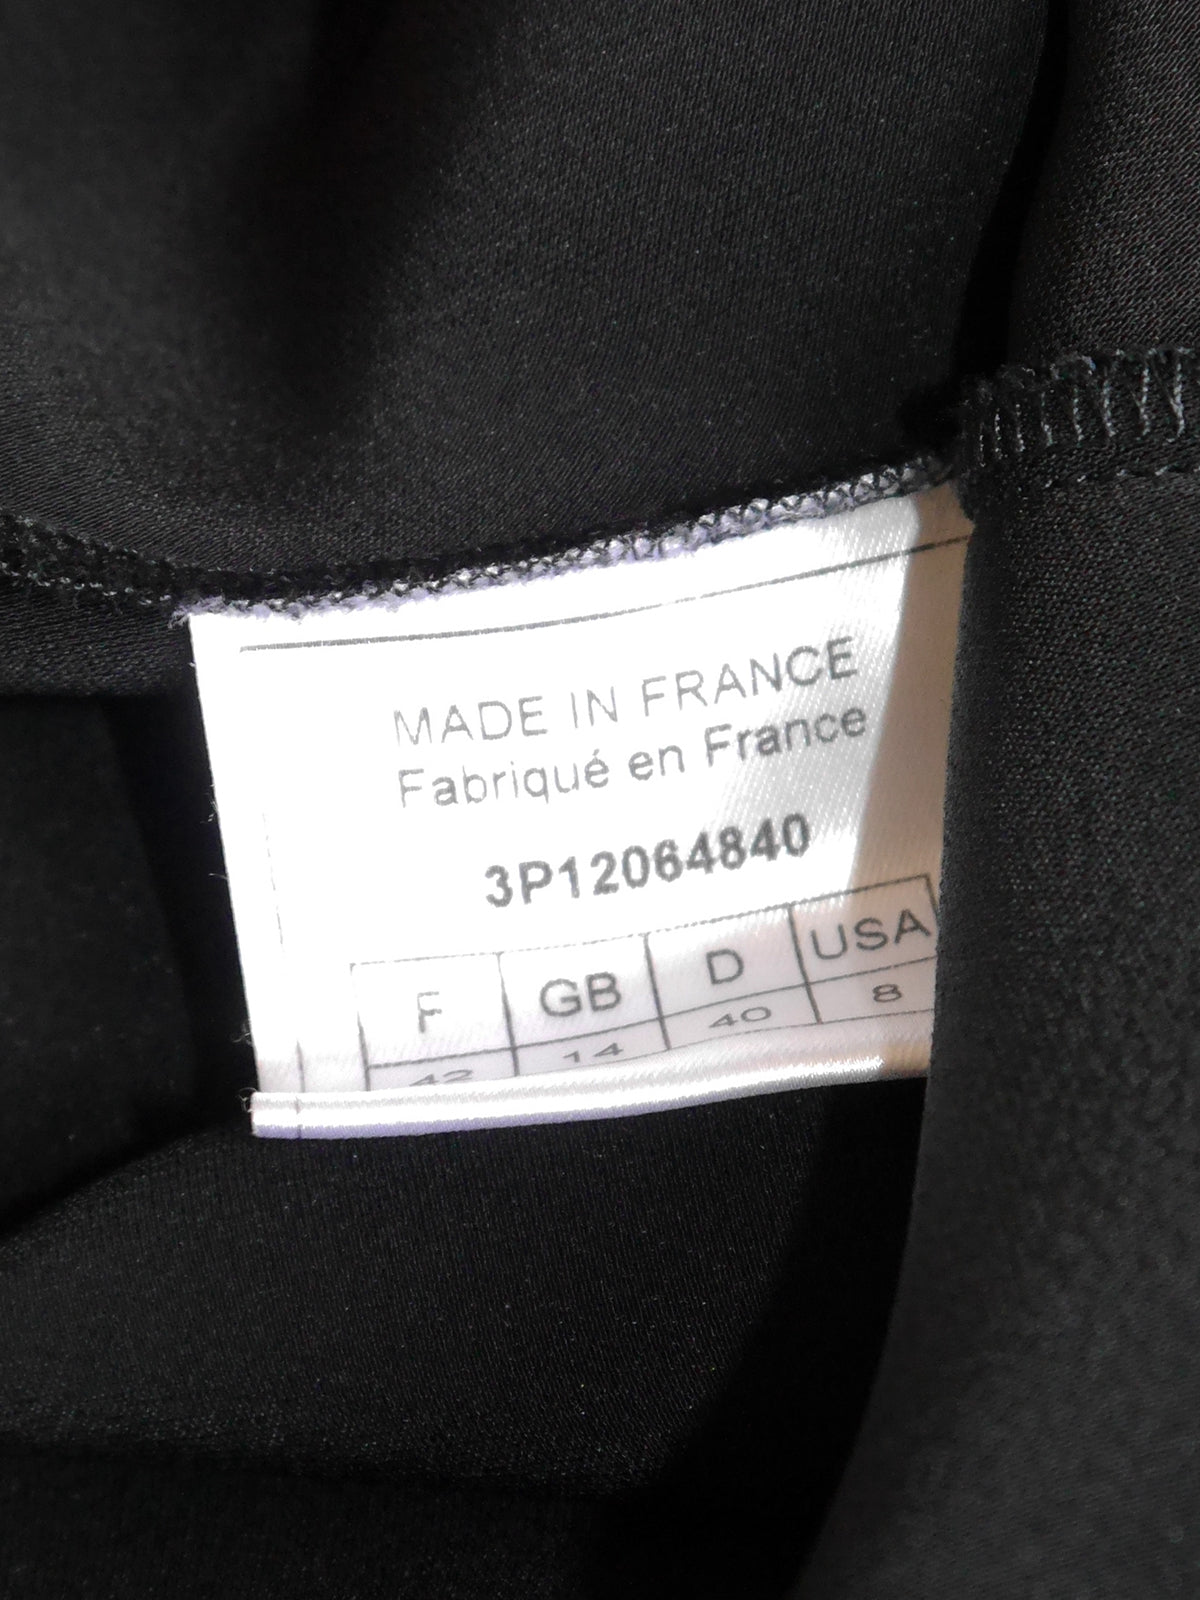 MADE IN FRANCE
Fabriqué en France
3P12064840
F GB D USA
42 14 40 8